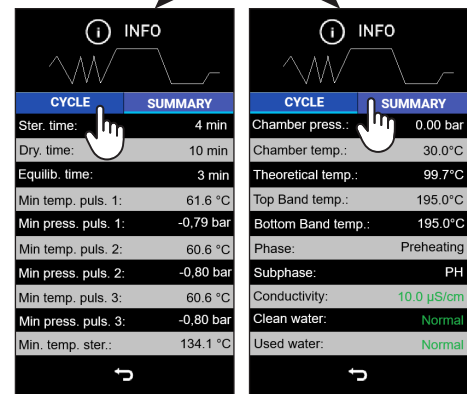 i INFO
CYCLE SUMMARY
Ster. time: 4 min
Dry. time: 10 min
Equilib. time: 3 min
Min temp. puls. 1: 61.6 °C
Min press. puls. 1: -0,79 bar
Min temp. puls. 2: 60.6 °C
Min press. puls. 2: -0,80 bar
Min temp. puls. 3: 60.6 °C
Min press. puls. 3: -0,80 bar
Min. temp. ster.: 134.1 °C
i INFO
CYCLE SUMMARY
Chamber press.: 0.00 bar
Chamber temp.: 30.0°C
Theoretical temp.: 99.7°C
Top Band temp.: 195.0°C
Bottom Band temp.: 195.0°C
Phase: Preheating
Subphase: PH
Conductivity: 10.0 µS/cm
Clean water: Normal
Used water: Normal